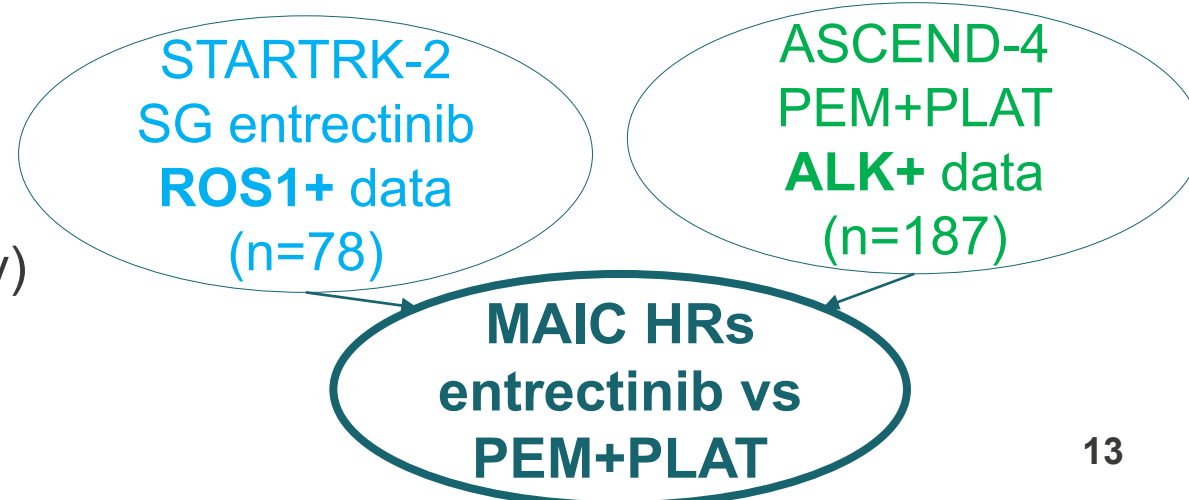 STARTRK-2
SG entrectinib
ROS1+ data
(n=78)
ASCEND-4
PEM+PLAT
ALK+ data
(n=187)
MAIC HRs
entrectinib vs
PEM+PLAT
13